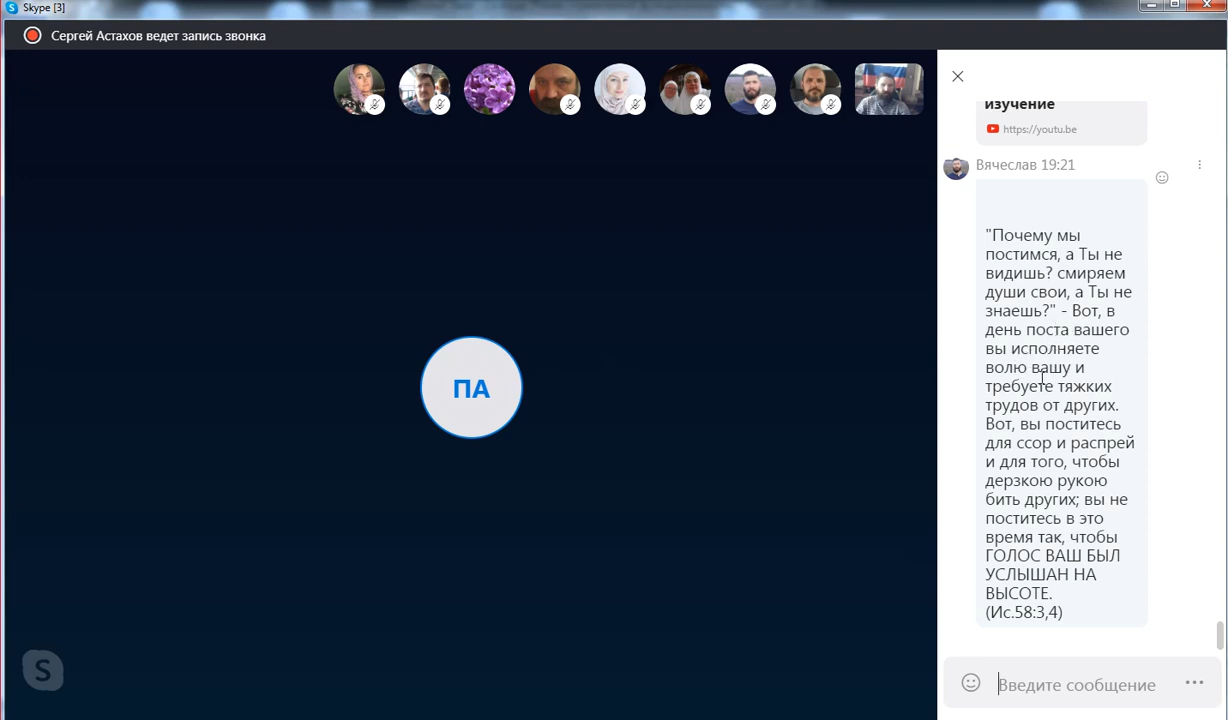 Skype [3]
Сергей Астахов ведет запись звонка
изучение
https://youtu.be
Вячеслав 19:21
"Почему мы
постимся, а Ты не
видишь? смиряем
души свои, а Ты не
знаешь?" - Вот, в
день поста вашего
вы исполняете
волю вашу и
требуете тяжких
трудов от других.
Вот, вы поститесь
для ссор и распрей
и для того, чтобы
дерзкою рукою
бить других; вы не
поститесь в это
время так, чтобы
ГОЛОС ВАШ БЫЛ
УСЛЫШАН НА
ВЫСОТЕ.
(Ис.58:3,4)
ПА
Введите сообщение